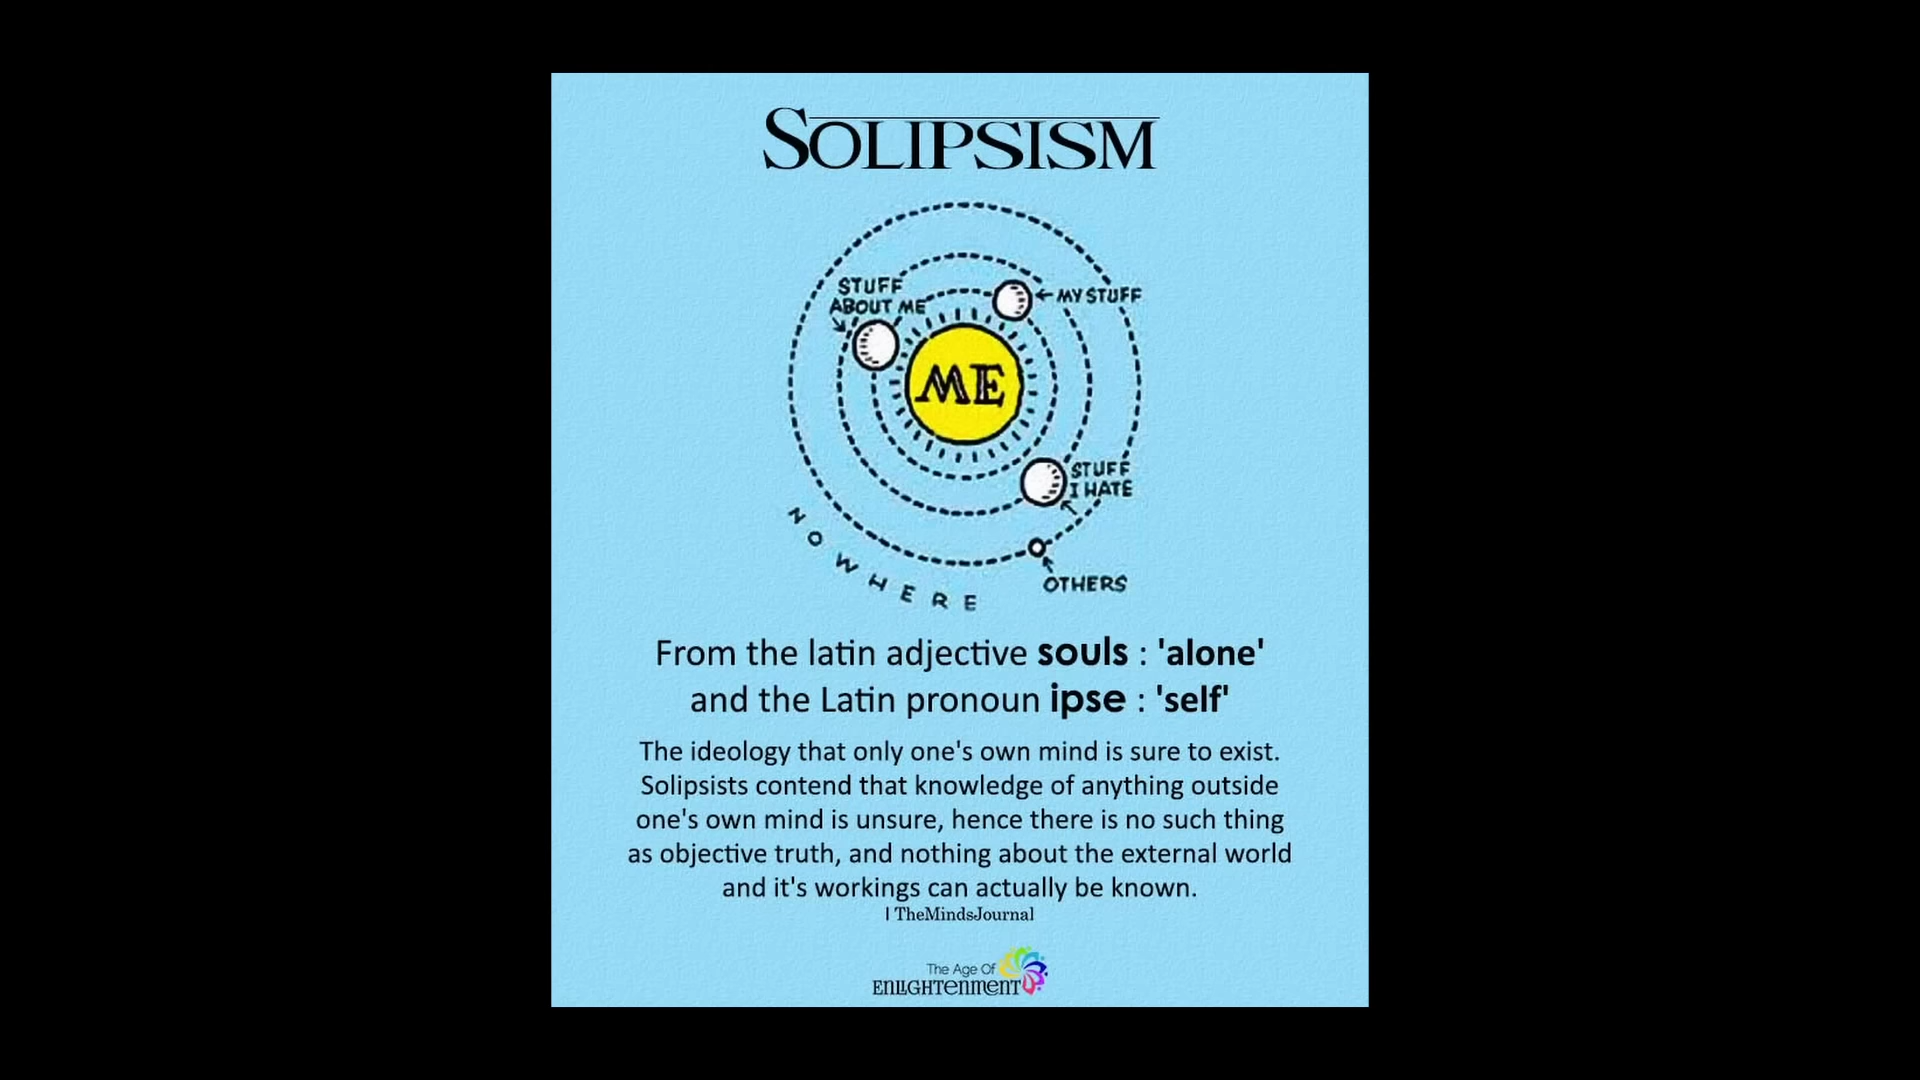 SOLIPSISM
STUFF
ABOUT ME
MY STUFF
ME
STUFF
I HATE
OTHERS
NOWHERE
From the latin adjective souls : 'alone'
and the Latin pronoun ipse : 'self'
The ideology that only one's own mind is sure to exist.
Solipsists contend that knowledge of anything outside
one's own mind is unsure, hence there is no such thing
as objective truth, and nothing about the external world
and it's workings can actually be known.
| TheMindsJournal
The Age Of
ENLIGHTENMENT